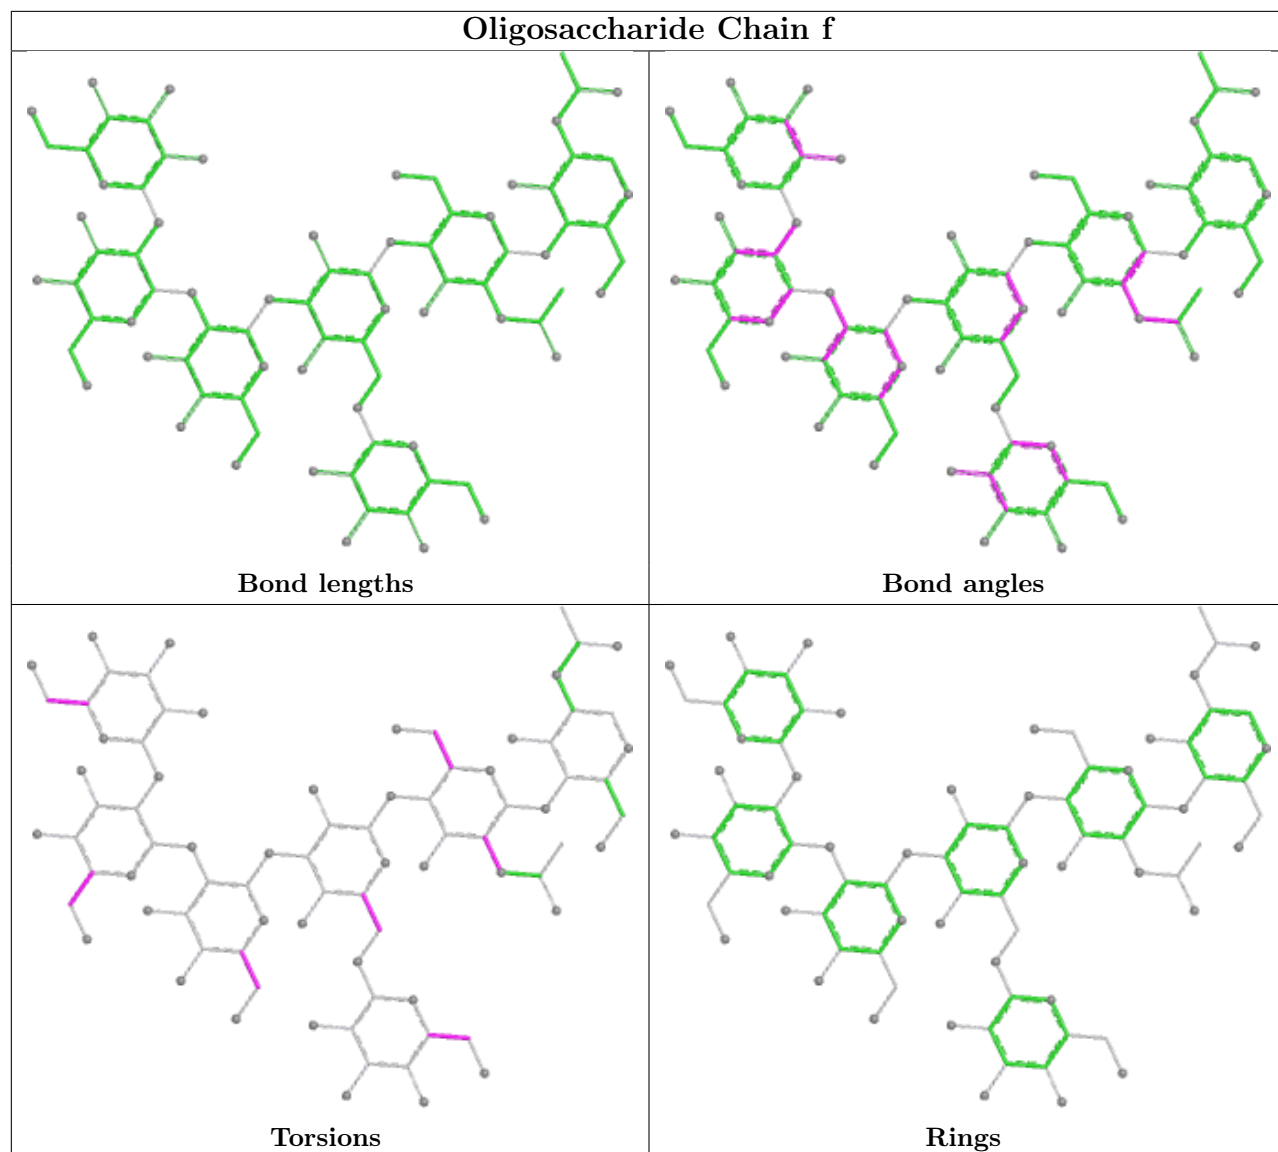 Oligosaccharide Chain f
Bond lengths
Bond angles
Torsions
Rings